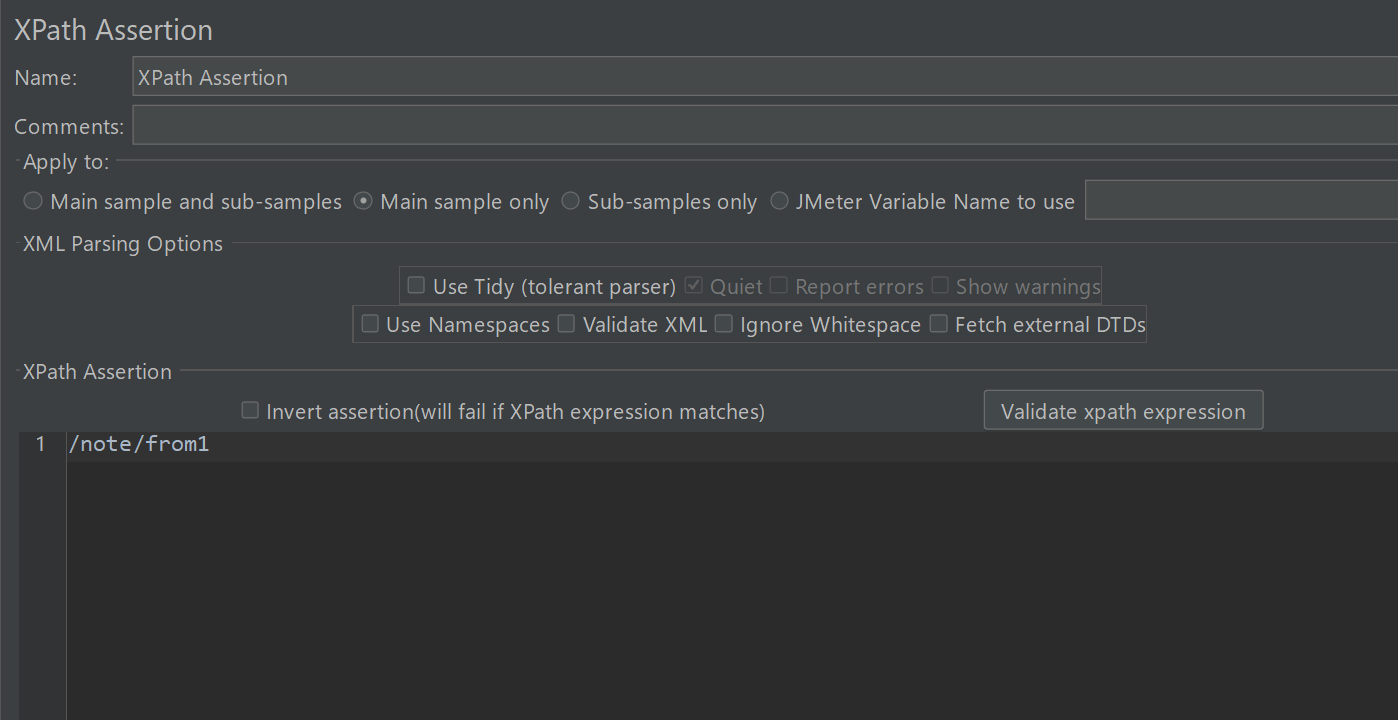 XPath Assertion
Name: XPath Assertion
Comments:
Apply to:
Main sample and sub-samples Main sample only Sub-samples only JMeter Variable Name to use
XML Parsing Options
Use Tidy (tolerant parser) Quiet Report errors Show warnings
Use Namespaces Validate XML Ignore Whitespace Fetch external DTDs
XPath Assertion
Invert assertion(will fail if XPath expression matches) Validate xpath expression
1 /note/from1